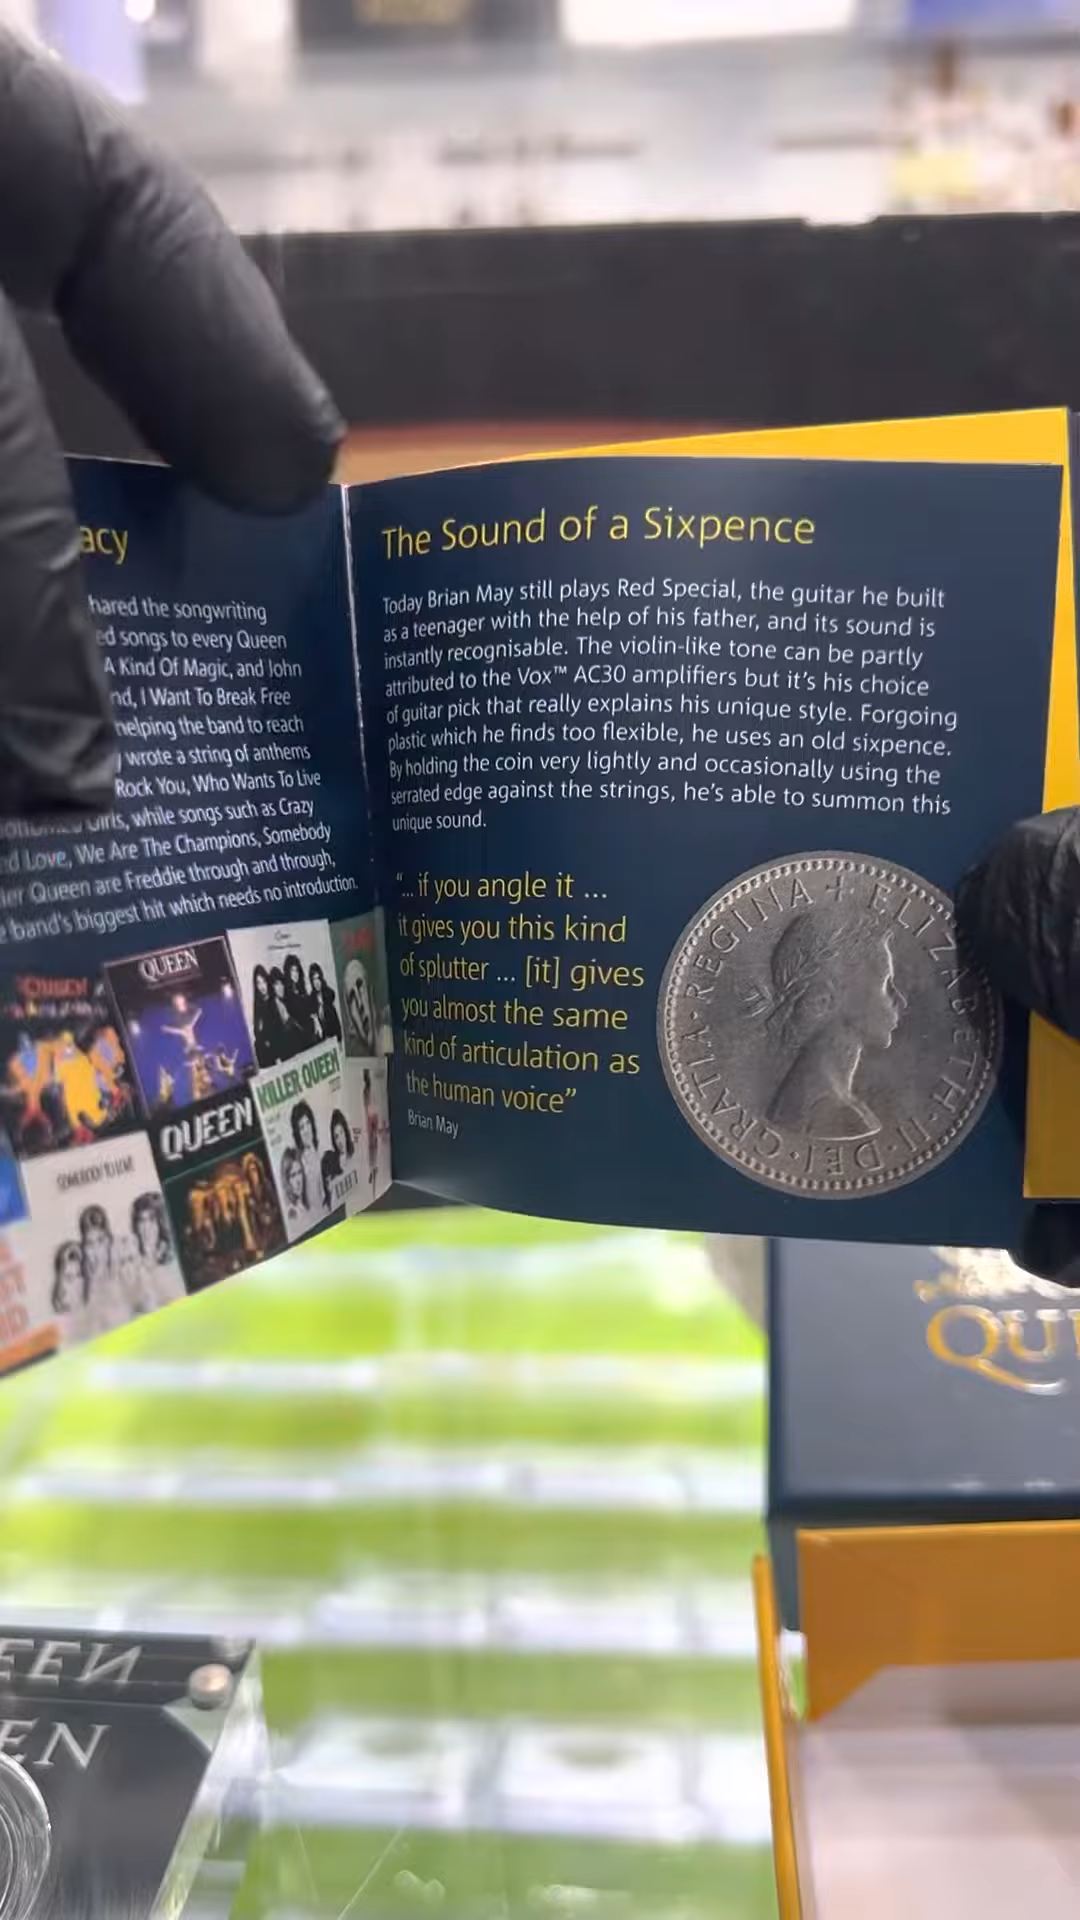 acy
hared the songwriting
ed songs to every Queen
A Kind Of Magic, and John
nd, I Want To Break Free
helping the band to reach
wrote a string of anthems
Rock You, Who Wants To Live
Girls, while songs such as Crazy
d Love, We Are The Champions, Somebody
ler Queen are Freddie through and through,
e band's biggest hit which needs no introduction.
QUEEN
QUEEN
KILLER QUEEN
QUEEN
SOMEBODY TO LOVE
The Sound of a Sixpence
Today Brian May still plays Red Special, the guitar he built
as a teenager with the help of his father, and its sound is
instantly recognisable. The violin-like tone can be partly
attributed to the Vox™ AC30 amplifiers but it's his choice
of guitar pick that really explains his unique style. Forgoing
plastic which he finds too flexible, he uses an old sixpence.
By holding the coin very lightly and occasionally using the
serrated edge against the strings, he's able to summon this
unique sound.
"... if you angle it ...
it gives you this kind
of splutter ... [it] gives
you almost the same
kind of articulation as
the human voice"
Brian May
ELIZABETH·II·DEI·GRATIA·REGINA +
QUE
EEN
EN